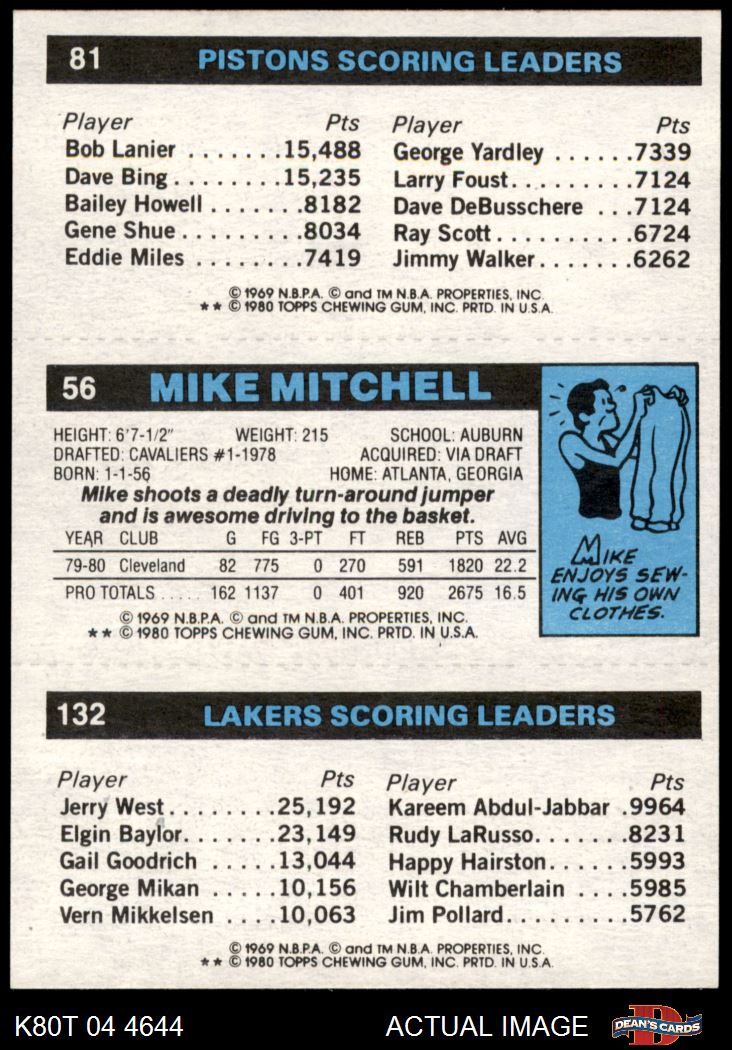 81 PISTONS SCORING LEADERS
Player Pts Player Pts
Bob Lanier . . . . . . .15,488 George Yardley . . . . . .7339
Dave Bing . . . . . . . .15,235 Larry Foust. . . . . . . . .7124
Bailey Howell . . . . . . .8182 Dave DeBusschere . . .7124
Gene Shue . . . . . . . . .8034 Ray Scott . . . . . . . . . .6724
Eddie Miles . . . . . . . .7419 Jimmy Walker . . . . . . .6262
© 1969 N.B.P.A. © and TM N.B.A. PROPERTIES, INC.
** © 1980 TOPPS CHEWING GUM, INC. PRTD. IN U.S.A.
56 MIKE MITCHELL
HEIGHT: 6'7-1/2" WEIGHT: 215 SCHOOL: AUBURN
DRAFTED: CAVALIERS #1-1978 ACQUIRED: VIA DRAFT
BORN: 1-1-56 HOME: ATLANTA, GEORGIA
Mike shoots a deadly turn-around jumper
and is awesome driving to the basket.
YEAR CLUB G FG 3-PT FT REB PTS AVG
79-80 Cleveland 82 775 0 270 591 1820 22.2
PRO TOTALS . . . . . 162 1137 0 401 920 2675 16.5
© 1969 N.B.P.A. © and TM N.B.A. PROPERTIES, INC.
** © 1980 TOPPS CHEWING GUM, INC. PRTD. IN U.S.A.
MIKE
ENJOYS SEW-
ING HIS OWN
CLOTHES.
132 LAKERS SCORING LEADERS
Player Pts Player Pts
Jerry West . . . . . . . .25,192 Kareem Abdul-Jabbar .9964
Elgin Baylor. . . . . . .23,149 Rudy LaRusso. . . . . . .8231
Gail Goodrich . . . . .13,044 Happy Hairston . . . . . .5993
George Mikan . . . . .10,156 Wilt Chamberlain . . . .5985
Vern Mikkelsen . . . .10,063 Jim Pollard. . . . . . . . .5762
© 1969 N.B.P.A. © and TM N.B.A. PROPERTIES, INC.
** © 1980 TOPPS CHEWING GUM, INC. PRTD. IN U.S.A.
K80T 04 4644 ACTUAL IMAGE D DEAN'S CARDS